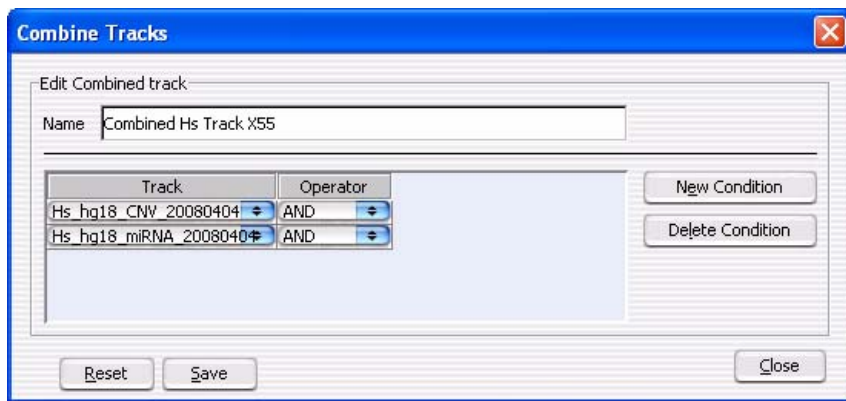 Combine Tracks
Edit Combined track
Name Combined Hs Track X55
Track Operator
Hs_hg18_CNV_20080404 AND
Hs_hg18_miRNA_20080404 AND
New Condition
Delete Condition
Reset Save
Close